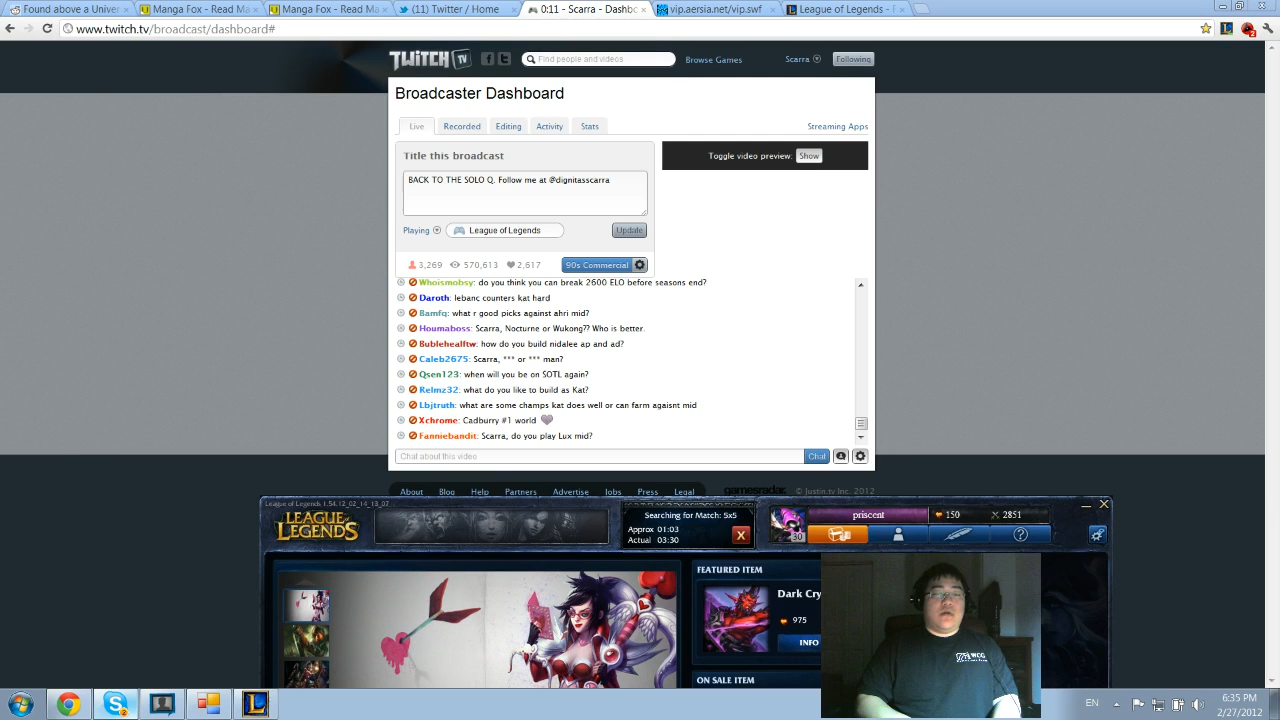 Found above a Univer
Manga Fox - Read Ma
Manga Fox - Read Ma
Twitter / Home
0:11 - Scarra - Dashbo
vip.aersia.net/vip.swf
League of Legends -
www.twitch.tv/broadcast/dashboard#
TWITCH TV
Find people and videos
Browse Games
Scarra
Following
Broadcaster Dashboard
Live
Recorded
Editing
Activity
Stats
Streaming Apps
Title this broadcast
Toggle video preview: Show
BACK TO THE SOLO Q. Follow me at @dignitasscarra
Playing
League of Legends
Update
3,269
570,613
2,617
90s Commercial
Whoismobsy: do you think you can break 2600 ELO before seasons end?
Daroth: lebanc counters kat hard
Bamfq: what r good picks against ahri mid?
Houmaboss: Scarra, Nocturne or Wukong?? Who is better.
Bublehealftw: how do you build nidalee ap and ad?
Caleb2675: Scarra, *** or *** man?
Qsen123: when will you be on SOTL again?
Relmz32: what do you like to build as Kat?
Lbjtruth: what are some champs kat does well or can farm agaisnt mid
Xchrome: Cadburry #1 world
Fanniebandit: Scarra, do you play Lux mid?
Chat about this video
Chat
About
Blog
Help
Partners
Advertise
Jobs
Press
Legal
gamesradar.
© Justin.tv Inc. 2012
League of Legends 1.54.12_02_14_13_07
LEAGUE OF
LEGENDS
Searching for Match: 5x5
Approx 01:03
Actual 03:30
X
30
priscent
150
2851
FEATURED ITEM
Dark Cry
975
INFO
ON SALE ITEM
WCG
EN
6:35 PM
2/27/2012